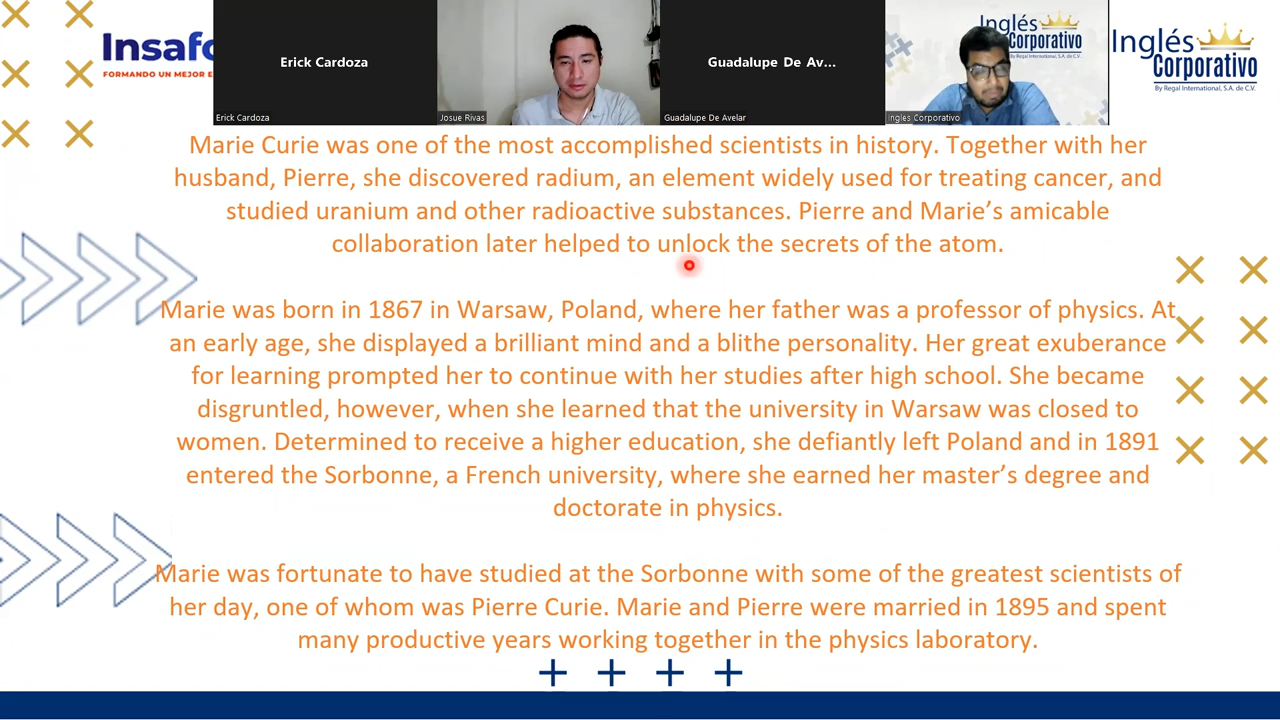 Insafo
FORMANDO UN MEJOR E
Erick Cardoza
Erick Cardoza
Josue Rivas
Guadalupe De Av...
Guadalupe De Avelar
Inglés
Corporativo
By Regal International, S.A. de C.V.
Ingles Corporativo
Inglés
Corporativo
By Regal International, S.A. de C.V.
Marie Curie was one of the most accomplished scientists in history. Together with her
husband, Pierre, she discovered radium, an element widely used for treating cancer, and
studied uranium and other radioactive substances. Pierre and Marie’s amicable
collaboration later helped to unlock the secrets of the atom.
Marie was born in 1867 in Warsaw, Poland, where her father was a professor of physics. At
an early age, she displayed a brilliant mind and a blithe personality. Her great exuberance
for learning prompted her to continue with her studies after high school. She became
disgruntled, however, when she learned that the university in Warsaw was closed to
women. Determined to receive a higher education, she defiantly left Poland and in 1891
entered the Sorbonne, a French university, where she earned her master’s degree and
doctorate in physics.
Marie was fortunate to have studied at the Sorbonne with some of the greatest scientists of
her day, one of whom was Pierre Curie. Marie and Pierre were married in 1895 and spent
many productive years working together in the physics laboratory.